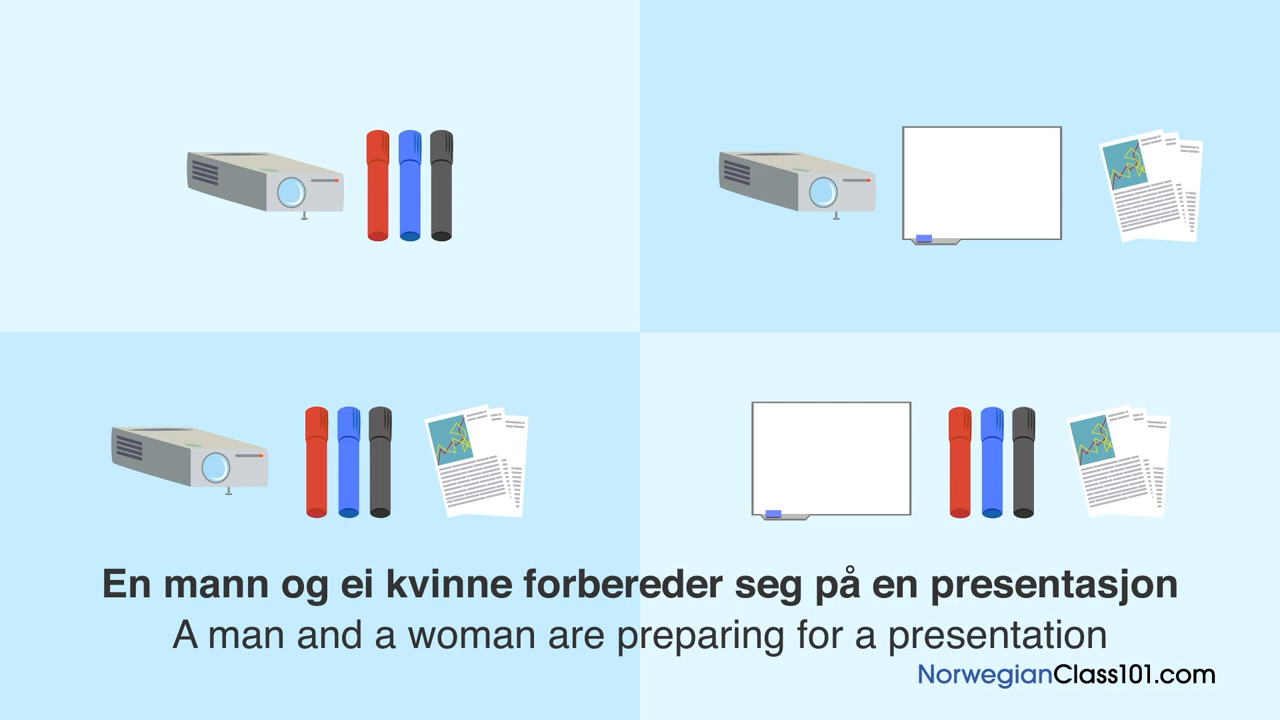 En mann og ei kvinne forbereder seg på en presentasjon
A man and a woman are preparing for a presentation
NorwegianClass101.com